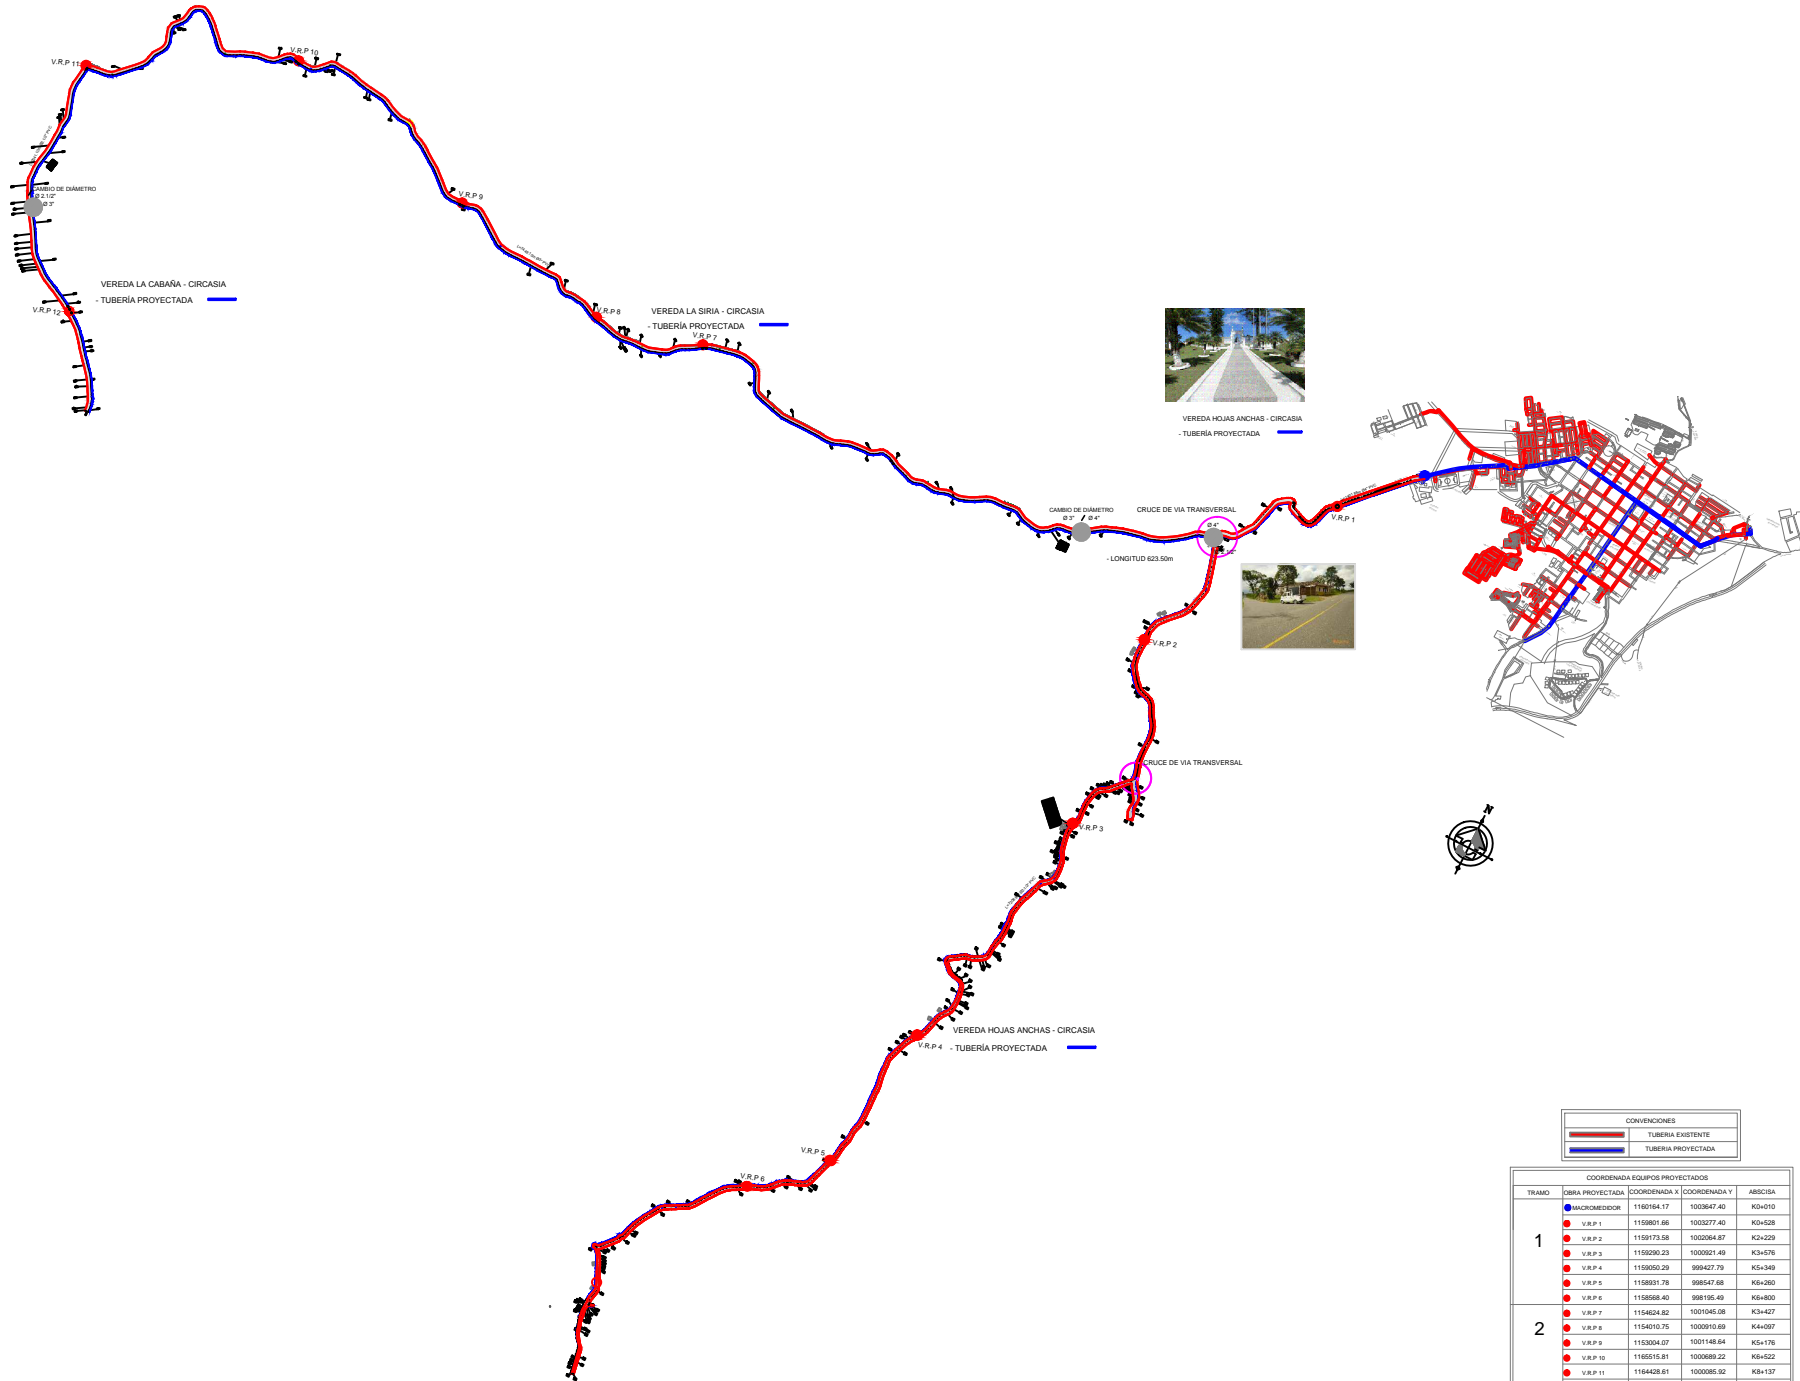 V.R.P 10
V.R.P 11
CAMBIO DE DIÁMETRO
Ø 2.1/2"
Ø 3"
V.R.P 9
VEREDA LA CABAÑA - CIRCASIA
- TUBERÍA PROYECTADA
V.R.P 12
V.R.P 8
VEREDA LA SIRIA - CIRCASIA
- TUBERÍA PROYECTADA
V.R.P 7
VEREDA HOJAS ANCHAS - CIRCASIA
- TUBERÍA PROYECTADA
V.R.P 1
CAMBIO DE DIÁMETRO
Ø 3" Ø 4"
CRUCE DE VIA TRANSVERSAL
Ø 4"
- LONGITUD 623.50m
V.R.P 2
CRUCE DE VIA TRANSVERSAL
V.R.P 3
N
VEREDA HOJAS ANCHAS - CIRCASIA
V.R.P 4
- TUBERÍA PROYECTADA
V.R.P 5
V.R.P 6
CONVENCIONES
TUBERIA EXISTENTE
TUBERIA PROYECTADA
COORDENADA EQUIPOS PROYECTADOS
TRAMO OBRA PROYECTADA COORDENADA X COORDENADA Y ABSCISA
MACROMEDIDOR 1160164.17 1003647.40 K0+010
V.R.P 1 1159801.66 1003277.40 K0+528
1
V.R.P 2 1159173.58 1002064.87 K2+229
V.R.P 3 1159290.23 1000921.49 K3+576
V.R.P 4 1159050.29 999427.79 K5+349
V.R.P 5 1158931.78 998547.68 K6+260
V.R.P 6 1158568.40 998195.49 K6+800
V.R.P 7 1154624.82 1001045.08 K3+427
2
V.R.P 8 1154010.75 1000910.69 K4+097
V.R.P 9 1153004.07 1001148.64 K5+176
V.R.P 10 1165515.81 1000689.22 K6+522
V.R.P 11 1164428.61 1000085.92 K8+137